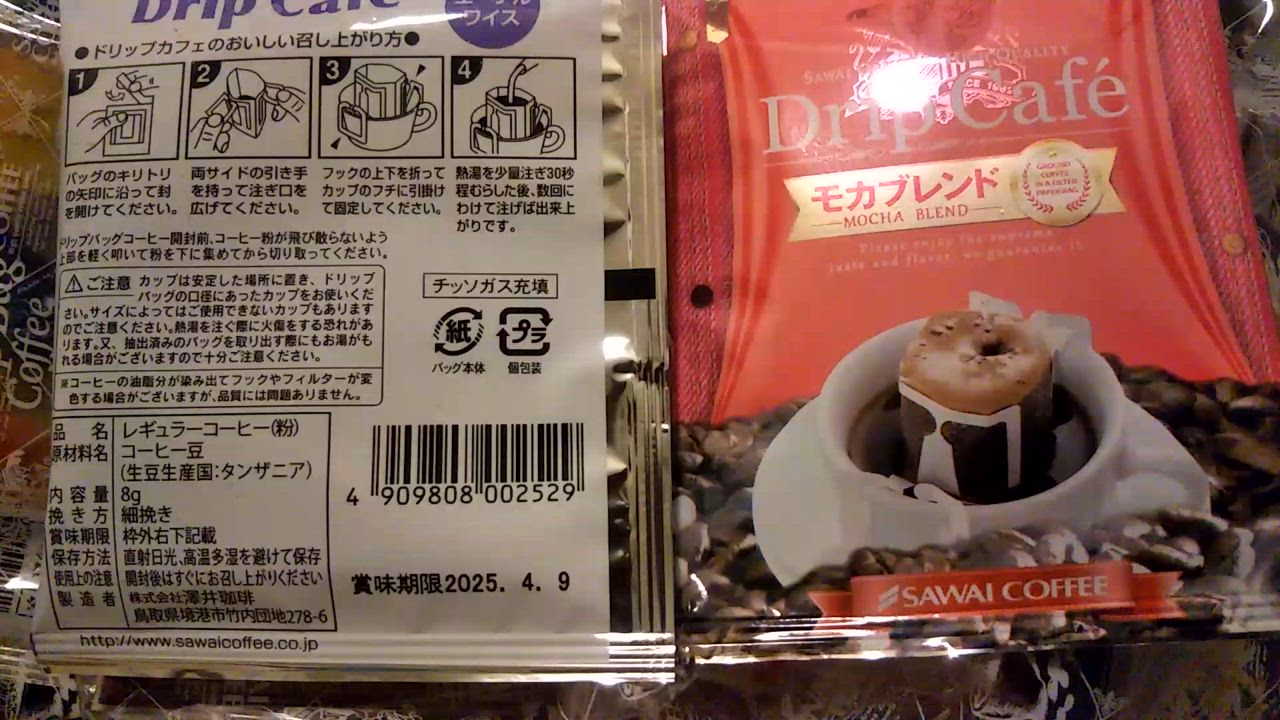 Drip Café
ワイズ
●ドリップカフェのおいしい召し上がり方●
1
2
3
4
バッグのキリトリ
の矢印に沿って封
を開けてください。
両サイドの引き手
を持って注ぎ口を
広げてください。
フックの上下を折って
カップのフチに引掛け
て固定してください。
熱湯を少量注ぎ30秒
程むらした後、数回に
わけて注げば出来上
がりです。
ドリップバッグコーヒー開封前、コーヒー粉が飛び散らないよう
上部を軽く叩いて粉を下に集めてから切り取ってください。
ご注意 カップは安定した場所に置き、ドリップ
バッグの口径にあったカップをお使いくだ
さい。サイズによってはご使用できないカップもあります
のでご注意ください。熱湯を注ぐ際に火傷をする恐れがあ
ります。又、抽出済みのバッグを取り出す際にもお湯がも
れる場合がございますので十分ご注意ください。
※コーヒーの油脂分が染み出てフックやフィルターが変
色する場合がございますが、品質には問題ありません。
チッソガス充填
紙
プラ
バッグ本体
個包装
品名 レギュラーコーヒー(粉)
原材料名 コーヒー豆
(生豆生産国:タンザニア)
内容量 8g
挽き方 細挽き
賞味期限 枠外右下記載
保存方法 直射日光、高温多湿を避けて保存
使用上の注意 開封後はすぐにお召し上がりください
製造者 株式会社澤井珈琲
鳥取県境港市竹内団地278-6
4 909808 002529
賞味期限2025. 4. 9
http://www.sawaicoffee.co.jp
Coffee
QUALITY
Drip Café
モカブレンド
MOCHA BLEND
GROUND
COFFEE
IN A FILTER
PAPER BAG.
Please enjoy the supreme
taste and flavor, we guarantee it.
SAWAI COFFEE